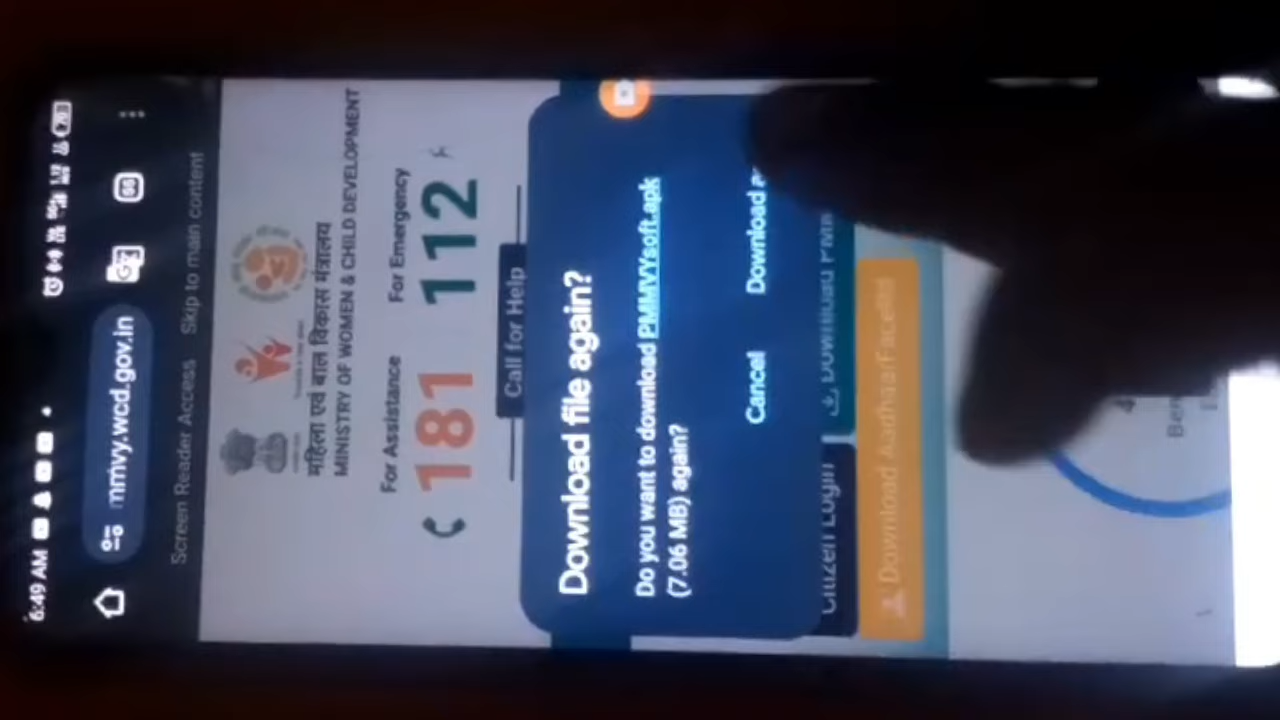 6:49 AM
mmvy.wcd.gov.in
Screen Reader Access Skip to main content
महिला एवं बाल विकास मंत्रालय
MINISTRY OF WOMEN & CHILD DEVELOPMENT
For Assistance For Emergency
181 112
Call for Help
Download file again?
Do you want to download PMMVYsoft.apk
(7.06 MB) again?
Cancel Download
Citizen Login Download
Download AadhaarFaceRd